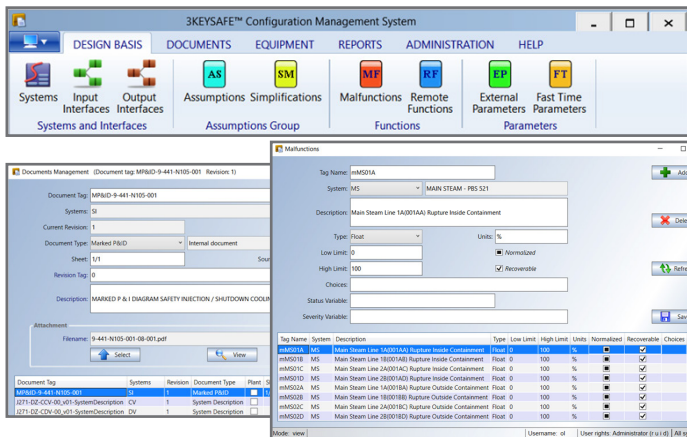 3KEYSAFE™ Configuration Management System
DESIGN BASIS DOCUMENTS EQUIPMENT REPORTS ADMINISTRATION HELP
AS SM MF RF EP FT
Systems Input Interfaces Output Interfaces Assumptions Simplifications Malfunctions Remote Functions External Parameters Fast Time Parameters
Systems and Interfaces Assumptions Group Functions Parameters
Documents Management (Document tag: MP&ID-9-441-N105-001 Revision: 1)
Document Tag: MP&ID-9-441-N105-001
Systems: SI
Current Revision: 1
Document Type: Marked P&ID Internal document
Sheet: 1/1
Revision Tag: 0
Description: MARKED P & I DIAGRAM SAFETY INJECTION / SHUTDOWN
Attachment
Filename: 9-441-N105-001-08-001.pdf
Select View
Document Tag Systems Revision Document Type Plant
MP&ID-9-441-N105-001 SI 1 Marked P&ID
J271-DZ-CCV-00_v01-SystemDescription CV 1 System Description
J271-DZ-CDV-00_v01-SystemDescription DV 1 System Description
Malfunctions
Tag Name: mMS01A
System: MS MAIN STEAM - PBS 521
Description: Main Steam Line 1A(001AA) Rupture Inside Containment
Type: Float Units: %
Low Limit: 0 Normalized
High Limit: 100 Recoverable
Choices:
Status Variable:
Severity Variable:
Tag Name System Description Type Low Limit High Limit Units Normalized Recoverable Choices
mMS01A MS Main Steam Line 1A(001AA) Rupture Inside Containment Float 0 100 %
mMS01B MS Main Steam Line 1B(001AB) Rupture Inside Containment Float 0 100 %
mMS01C MS Main Steam Line 2A(001AC) Rupture Inside Containment Float 0 100 %
mMS01D MS Main Steam Line 2B(001AD) Rupture Inside Containment Float 0 100 %
mMS02A MS Main Steam Line 1A(001BA) Rupture Outside Containment Float 0 100 %
mMS02B MS Main Steam Line 1B(001BB) Rupture Outside Containment Float 0 100 %
mMS02C MS Main Steam Line 2A(001BC) Rupture Outside Containment Float 0 100 %
mMS02D MS Main Steam Line 2B(001BD) Rupture Outside Containment Float 0 100 %
Mode: view Username: ol User rights: Administrator (r u i d)